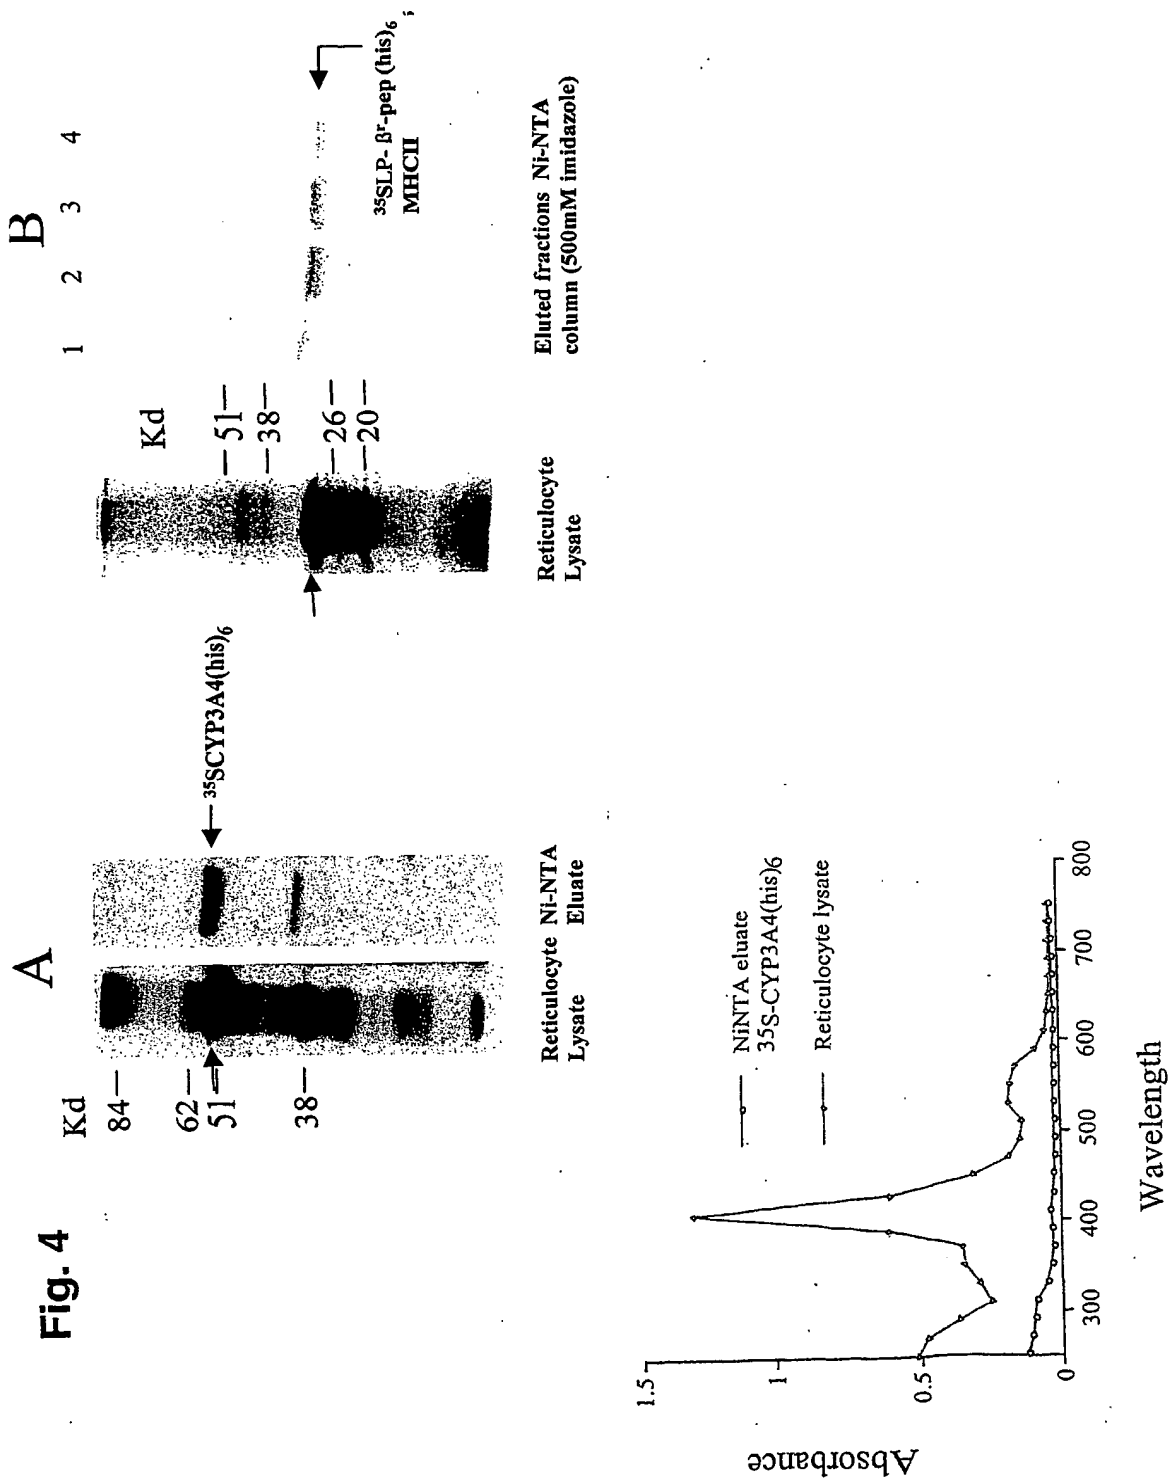 Fig. 4
A
Kd
84
62
51
38
Reticulocyte
Lysate
Ni-NTA
Eluate
35SCYP3A4(his)6
B
Kd
51
38
26
20
Reticulocyte
Lysate
1 2 3 4
35SLP- βr-pep (his)6 ;
MHCII
Eluted fractions Ni-NTA
column (500mM imidazole)
Absorbance
1.5
1
0.5
0
300 400 500 600 700 800
Wavelength
NiNTA eluate
35S-CYP3A4(his)6
Reticulocyte lysate